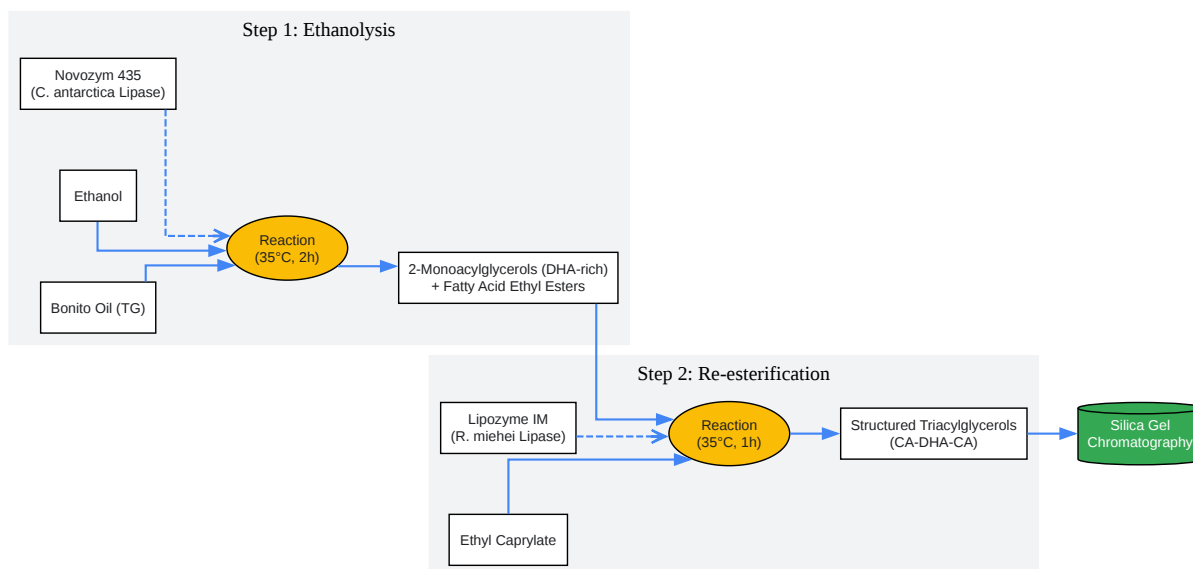 Step 1: Ethanolysis
Novozym 435
(C. antarctica Lipase)
Ethanol
Bonito Oil (TG)
Reaction
(35°C, 2h)
2-Monoacylglycerols (DHA-rich)
+ Fatty Acid Ethyl Esters
Step 2: Re-esterification
Lipozyme IM
(R. miehei Lipase)
Ethyl Caprylate
Reaction
(35°C, 1h)
Structured Triacylglycerols
(CA-DHA-CA)
Silica Gel
Chromatography